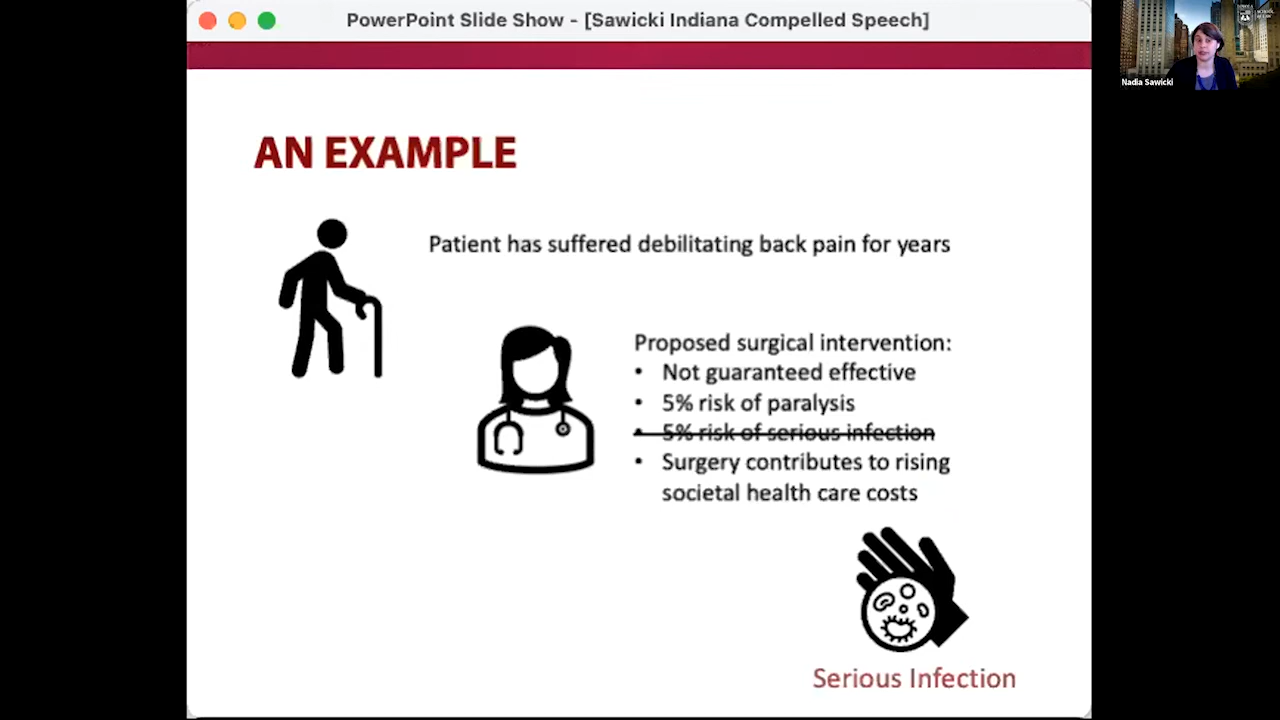 PowerPoint Slide Show - [Sawicki Indiana Compelled Speech]
Nadia Sawicki
AN EXAMPLE
Patient has suffered debilitating back pain for years
Proposed surgical intervention:
• Not guaranteed effective
• 5% risk of paralysis
• 5% risk of serious infection
• Surgery contributes to rising
societal health care costs
Serious Infection